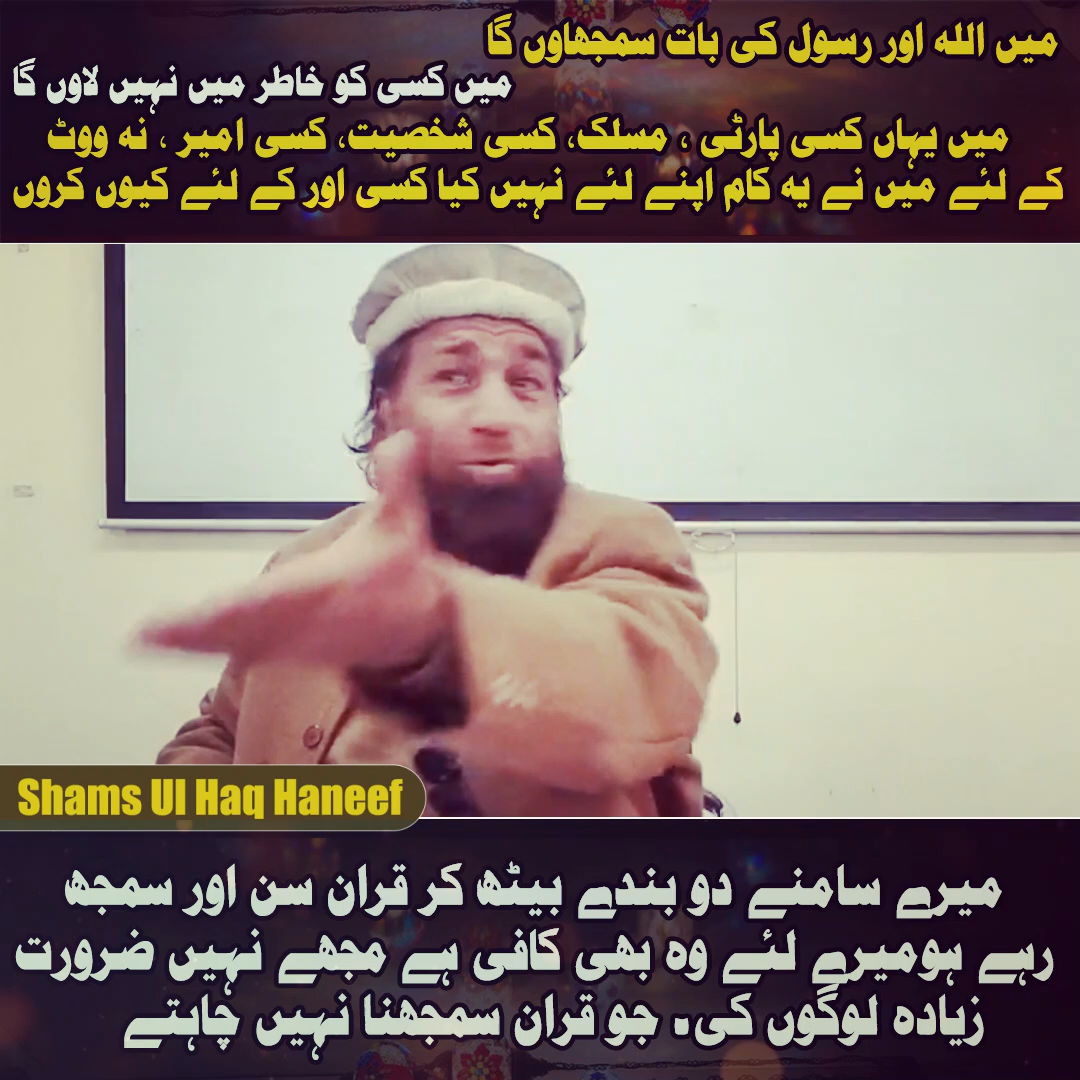 میں الله اور رسول کی بات سمجھاوں گا
میں کسی کو خاطر میں نہیں لاوں گا
میں یہاں کسی پارٹی ، مسلک، کسی شخصیت، کسی امیر ، نہ ووٹ
کے لئے میں نے یہ کام اپنے لئے نہیں کیا کسی اور کے لئے کیوں کروں
Shams Ul Haq Haneef
میرے سامنے دو بندے بیٹھ کر قران سن اور سمجھ
رہے ہومیرے لئے وہ بھی کافی ہے مجھے نہیں ضرورت
زیادہ لوگوں کی. جو قران سمجھنا نہیں چاہتے